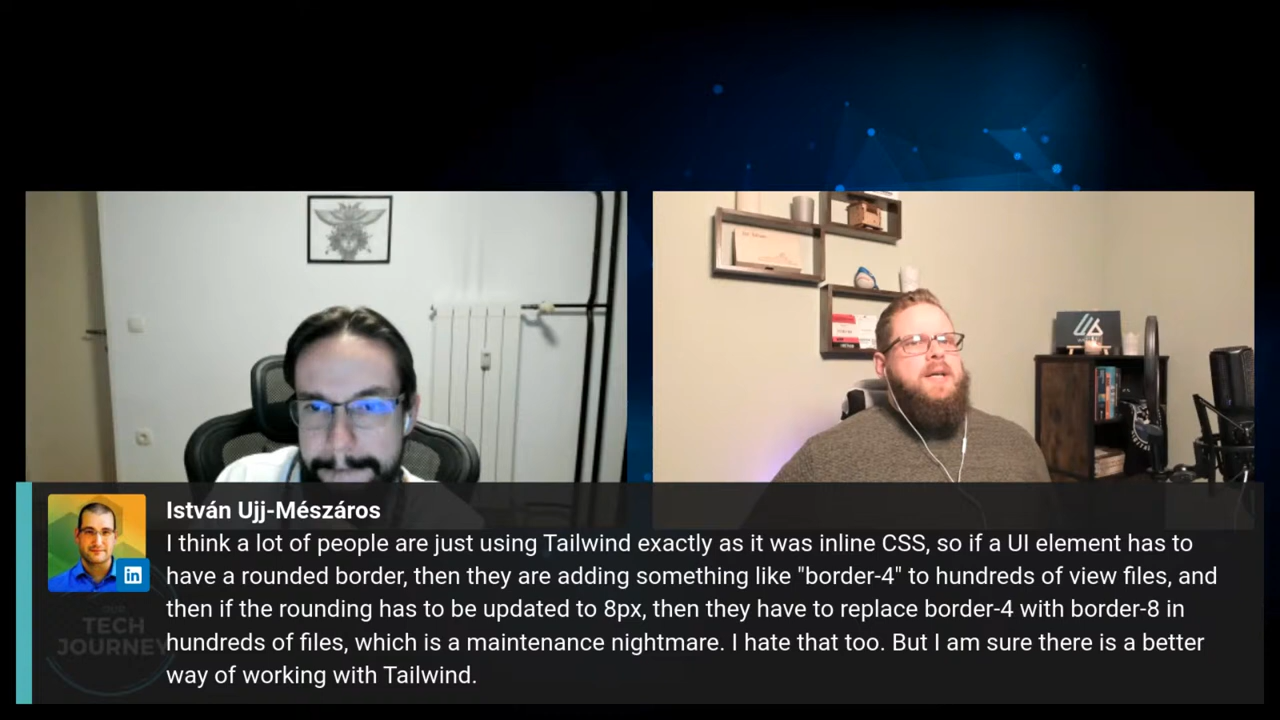 István Ujj-Mészáros
I think a lot of people are just using Tailwind exactly as it was inline CSS, so if a UI element has to
have a rounded border, then they are adding something like "border-4" to hundreds of view files, and
then if the rounding has to be updated to 8px, then they have to replace border-4 with border-8 in
hundreds of files, which is a maintenance nightmare. I hate that too. But I am sure there is a better
way of working with Tailwind.
in
OUR
TECH
JOURNEY